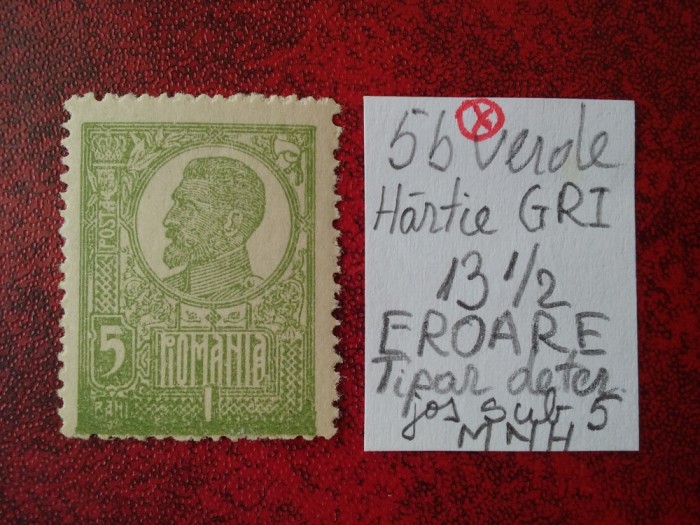 POSTA
5
BANI
ROMANIA
5b verde
Hârtie GRI
13 1/2
EROARE
Tipar deter.
jos sub 5
MNH